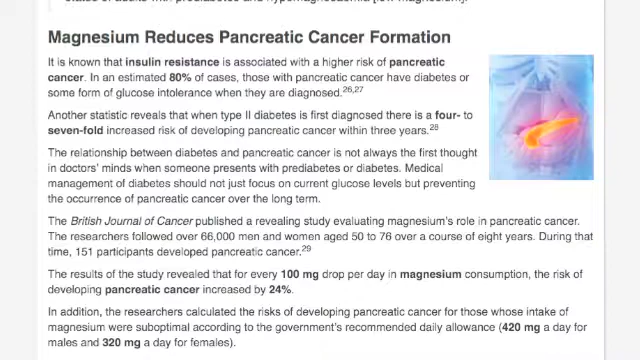 status of adults with prediabetes and hypomagnesaemia [low magnesium].
Magnesium Reduces Pancreatic Cancer Formation
It is known that insulin resistance is associated with a higher risk of pancreatic
cancer. In an estimated 80% of cases, those with pancreatic cancer have diabetes or
some form of glucose intolerance when they are diagnosed.26,27
Another statistic reveals that when type II diabetes is first diagnosed there is a four- to
seven-fold increased risk of developing pancreatic cancer within three years.28
The relationship between diabetes and pancreatic cancer is not always the first thought
in doctors' minds when someone presents with prediabetes or diabetes. Medical
management of diabetes should not just focus on current glucose levels but preventing
the occurrence of pancreatic cancer over the long term.
The British Journal of Cancer published a revealing study evaluating magnesium's role in pancreatic cancer.
The researchers followed over 66,000 men and women aged 50 to 76 over a course of eight years. During that
time, 151 participants developed pancreatic cancer.29
The results of the study revealed that for every 100 mg drop per day in magnesium consumption, the risk of
developing pancreatic cancer increased by 24%.
In addition, the researchers calculated the risks of developing pancreatic cancer for those whose intake of
magnesium were suboptimal according to the government's recommended daily allowance (420 mg a day for
males and 320 mg a day for females).